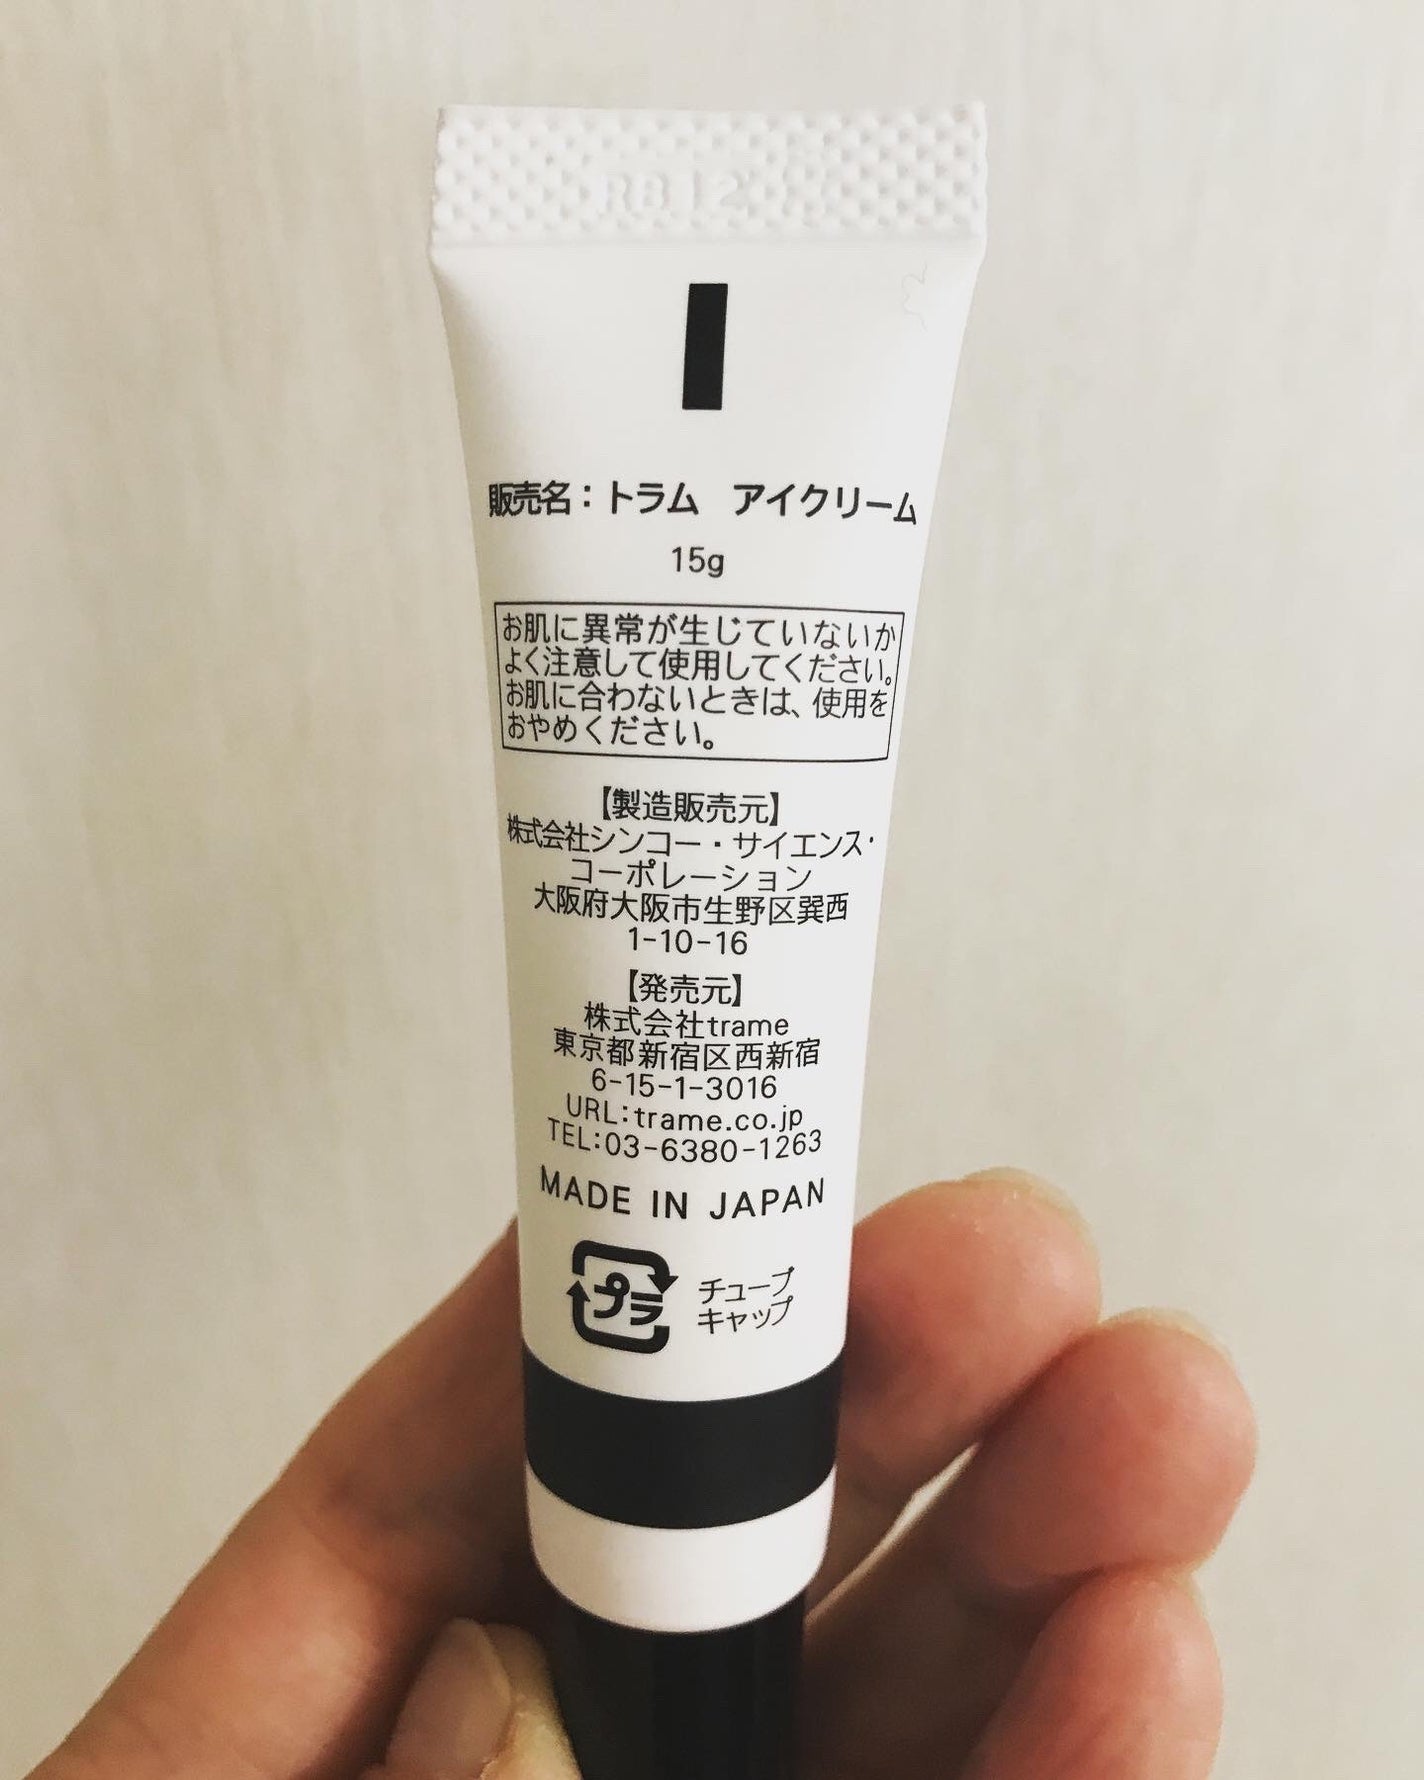 RB12
販売名：トラム　アイクリーム
15g
お肌に異常が生じていないか
よく注意して使用してください。
お肌に合わないときは、使用を
おやめください。
【製造販売元】
株式会社シンコー・サイエンス・
コーポレーション
大阪府大阪市生野区巽西
1-10-16
【発売元】
株式会社trame
東京都新宿区西新宿
6-15-1-3016
URL:trame.co.jp
TEL:03-6380-1263
MADE IN JAPAN
プラ
チューブ
キャップ